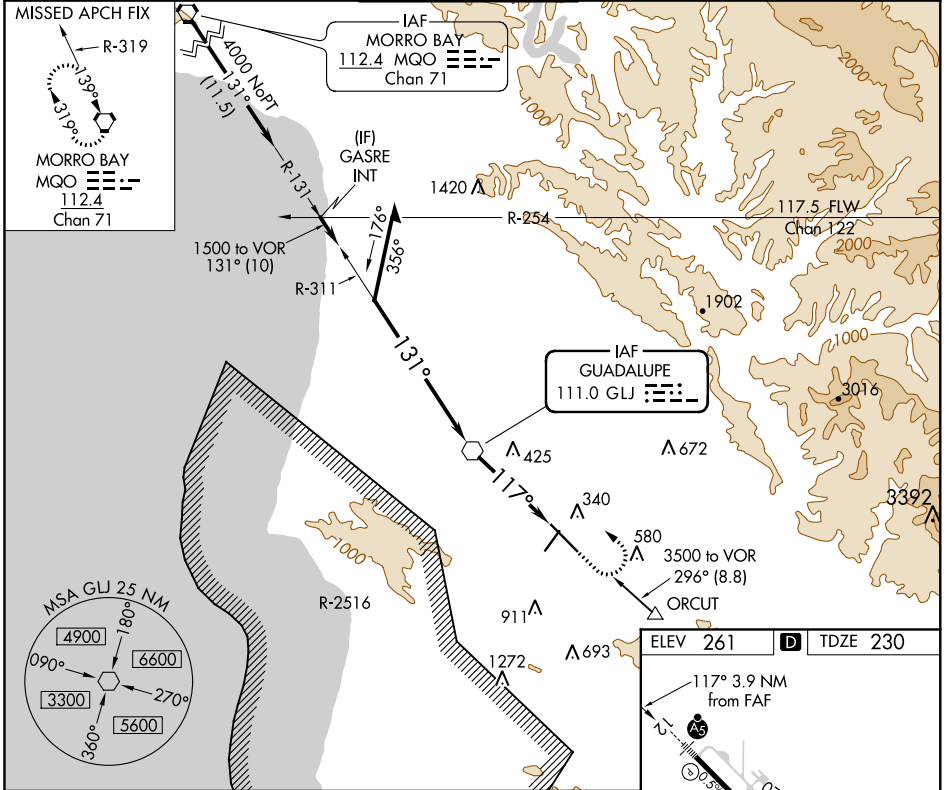 MISSED APCH FIX
R-319
139°
319°
MORRO BAY
MQO
112.4
Chan 71
IAF
MORRO BAY
112.4 MQO
Chan 71
4000 NoPT
131°
(11.5)
(IF)
GASRE
INT
R-131
1500 to VOR
131° (10)
R-311
176°
356°
R-254
117.5 FLW
Chan 122
1420
2000
1000
2000
1902
1000
3016
131°
IAF
GUADALUPE
111.0 GLJ
425
672
117°
340
3392
580
3500 to VOR
296° (8.8)
ORCUT
1000
R-2516
911
693
1272
MSA GLJ 25 NM
180°
4900
6600
090°
270°
3300
5600
360°
ELEV 261
D
TDZE 230
117° 3.9 NM
from FAF
12
A5
P
0.5%